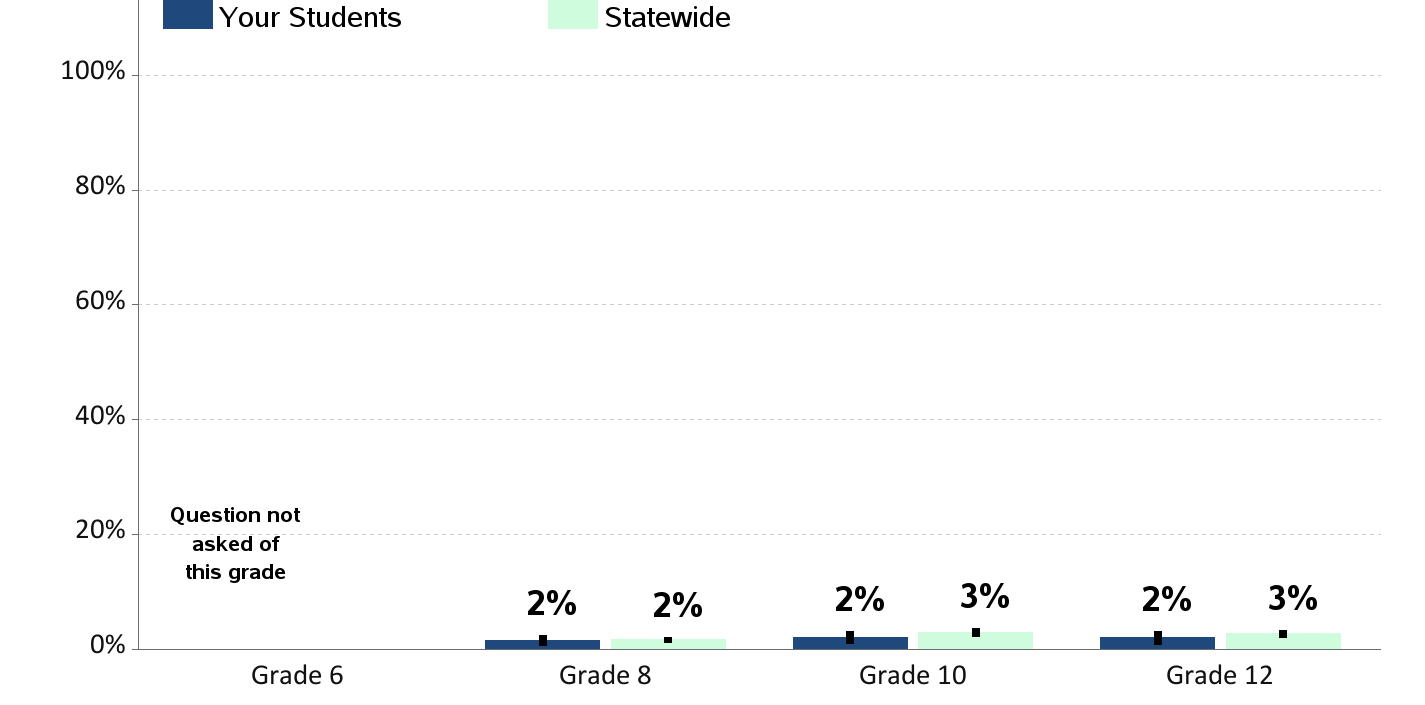 Your Students Statewide
100%
80%
60%
40%
20%
0%
Question not
asked of
this grade
2% 2% 2% 3% 2% 3%
Grade 6 Grade 8 Grade 10 Grade 12